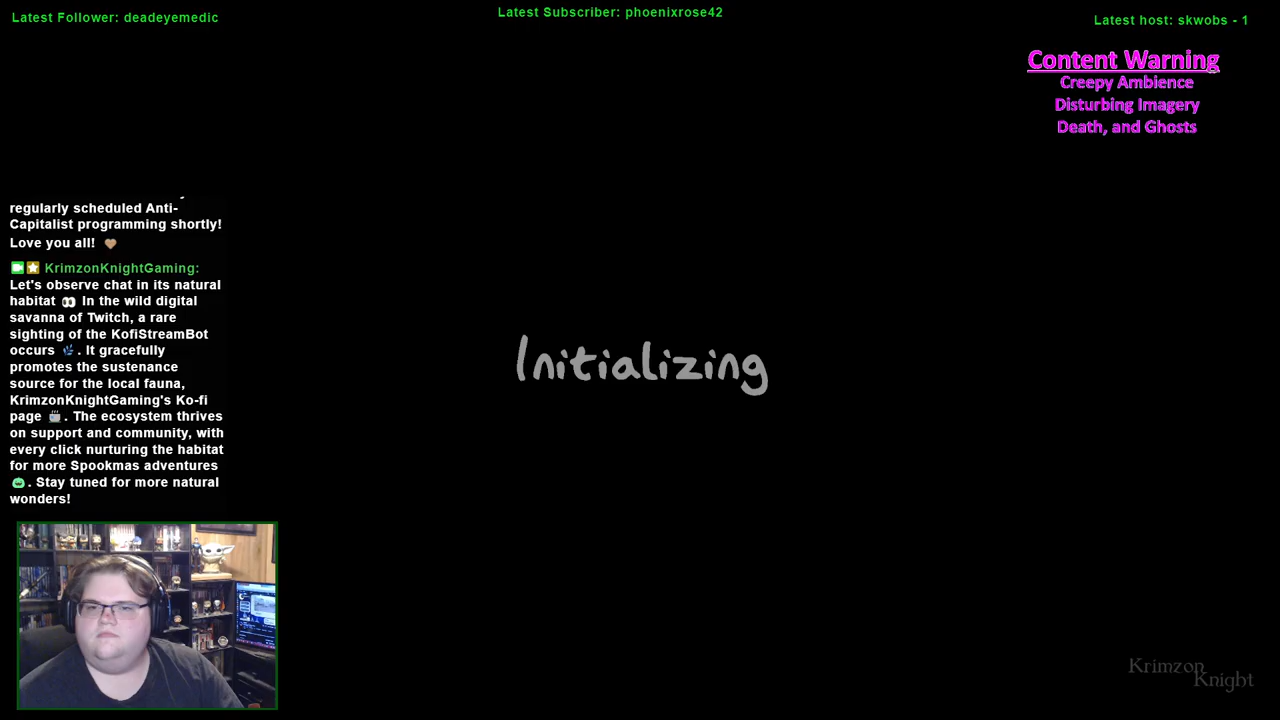 Latest Follower: deadeyemedic
Latest Subscriber: phoenixrose42
Latest host: skwobs - 1
Content Warning
Creepy Ambience
Disturbing Imagery
Death, and Ghosts
regularly scheduled Anti-
Capitalist programming shortly!
Love you all!
KrimzonKnightGaming:
Let's observe chat in its natural
habitat 👀 In the wild digital
savanna of Twitch, a rare
sighting of the KofiStreamBot
occurs 🌿. It gracefully
promotes the sustenance
source for the local fauna,
KrimzonKnightGaming's Ko-fi
page ☕. The ecosystem thrives
on support and community, with
every click nurturing the habitat
for more Spookmas adventures
🎃. Stay tuned for more natural
wonders!
Initializing
Krimzon
Knight